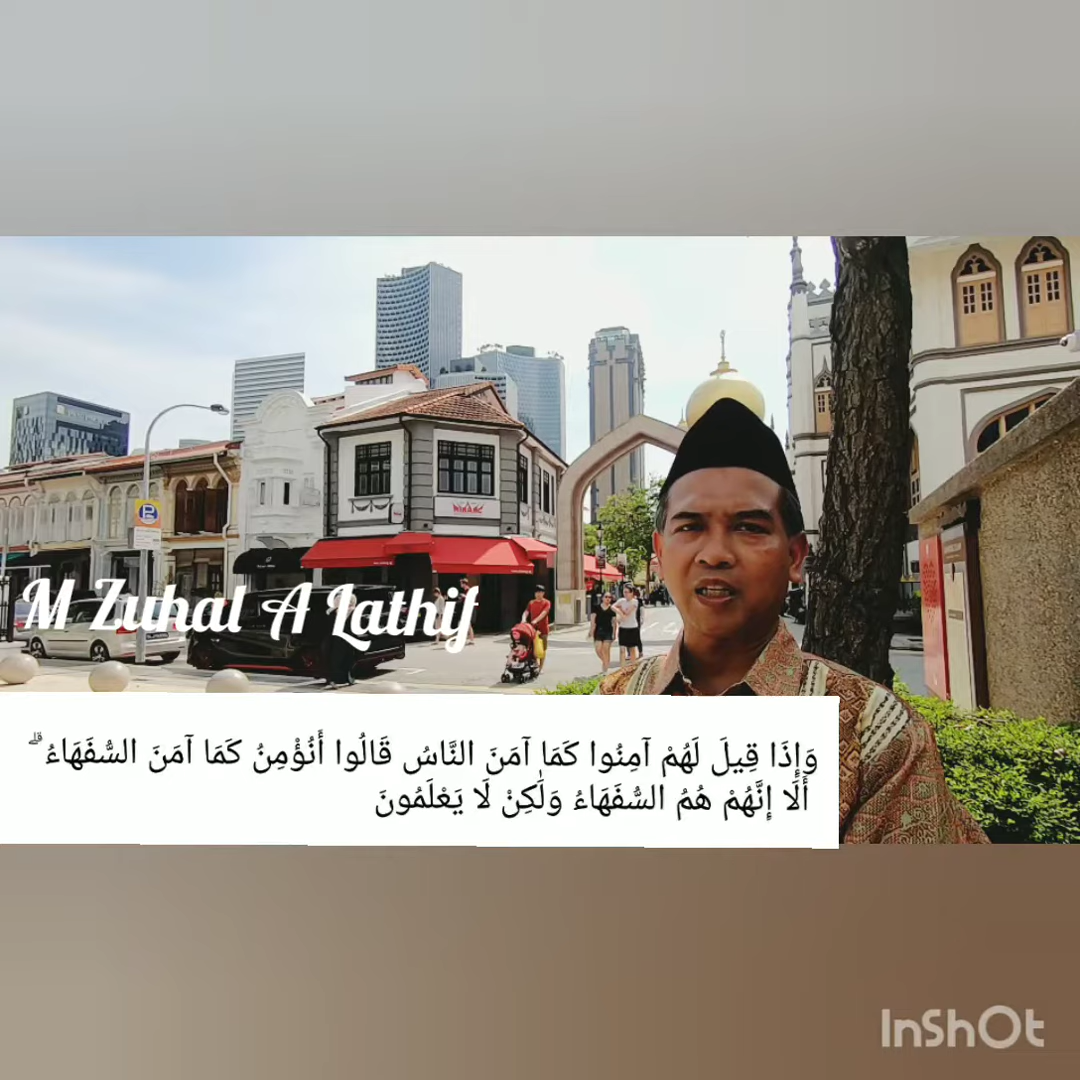 M Zuhal A Lathif
وَإِذَا قِيلَ لَهُمْ آمِنُوا كَمَا آمَنَ النَّاسُ قَالُوا أَنُؤْمِنُ كَمَا آمَنَ السُّفَهَاءُ ۗ
أَلَا إِنَّهُمْ هُمُ السُّفَهَاءُ وَلَٰكِنْ لَا يَعْلَمُونَ
InShOt